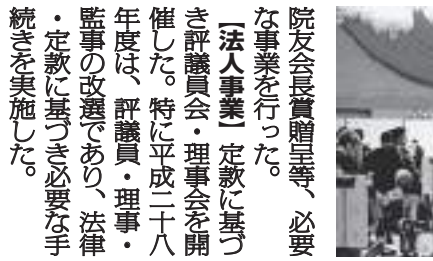 院友会長賞贈呈等、必要
な事業を行った。
【法人事業】定款に基づ
き評議員会・理事会を開
催した。特に平成二十八
年度は、評議員・理事・
監事の改選であり、法律
・定款に基づき必要な手
続きを実施した。